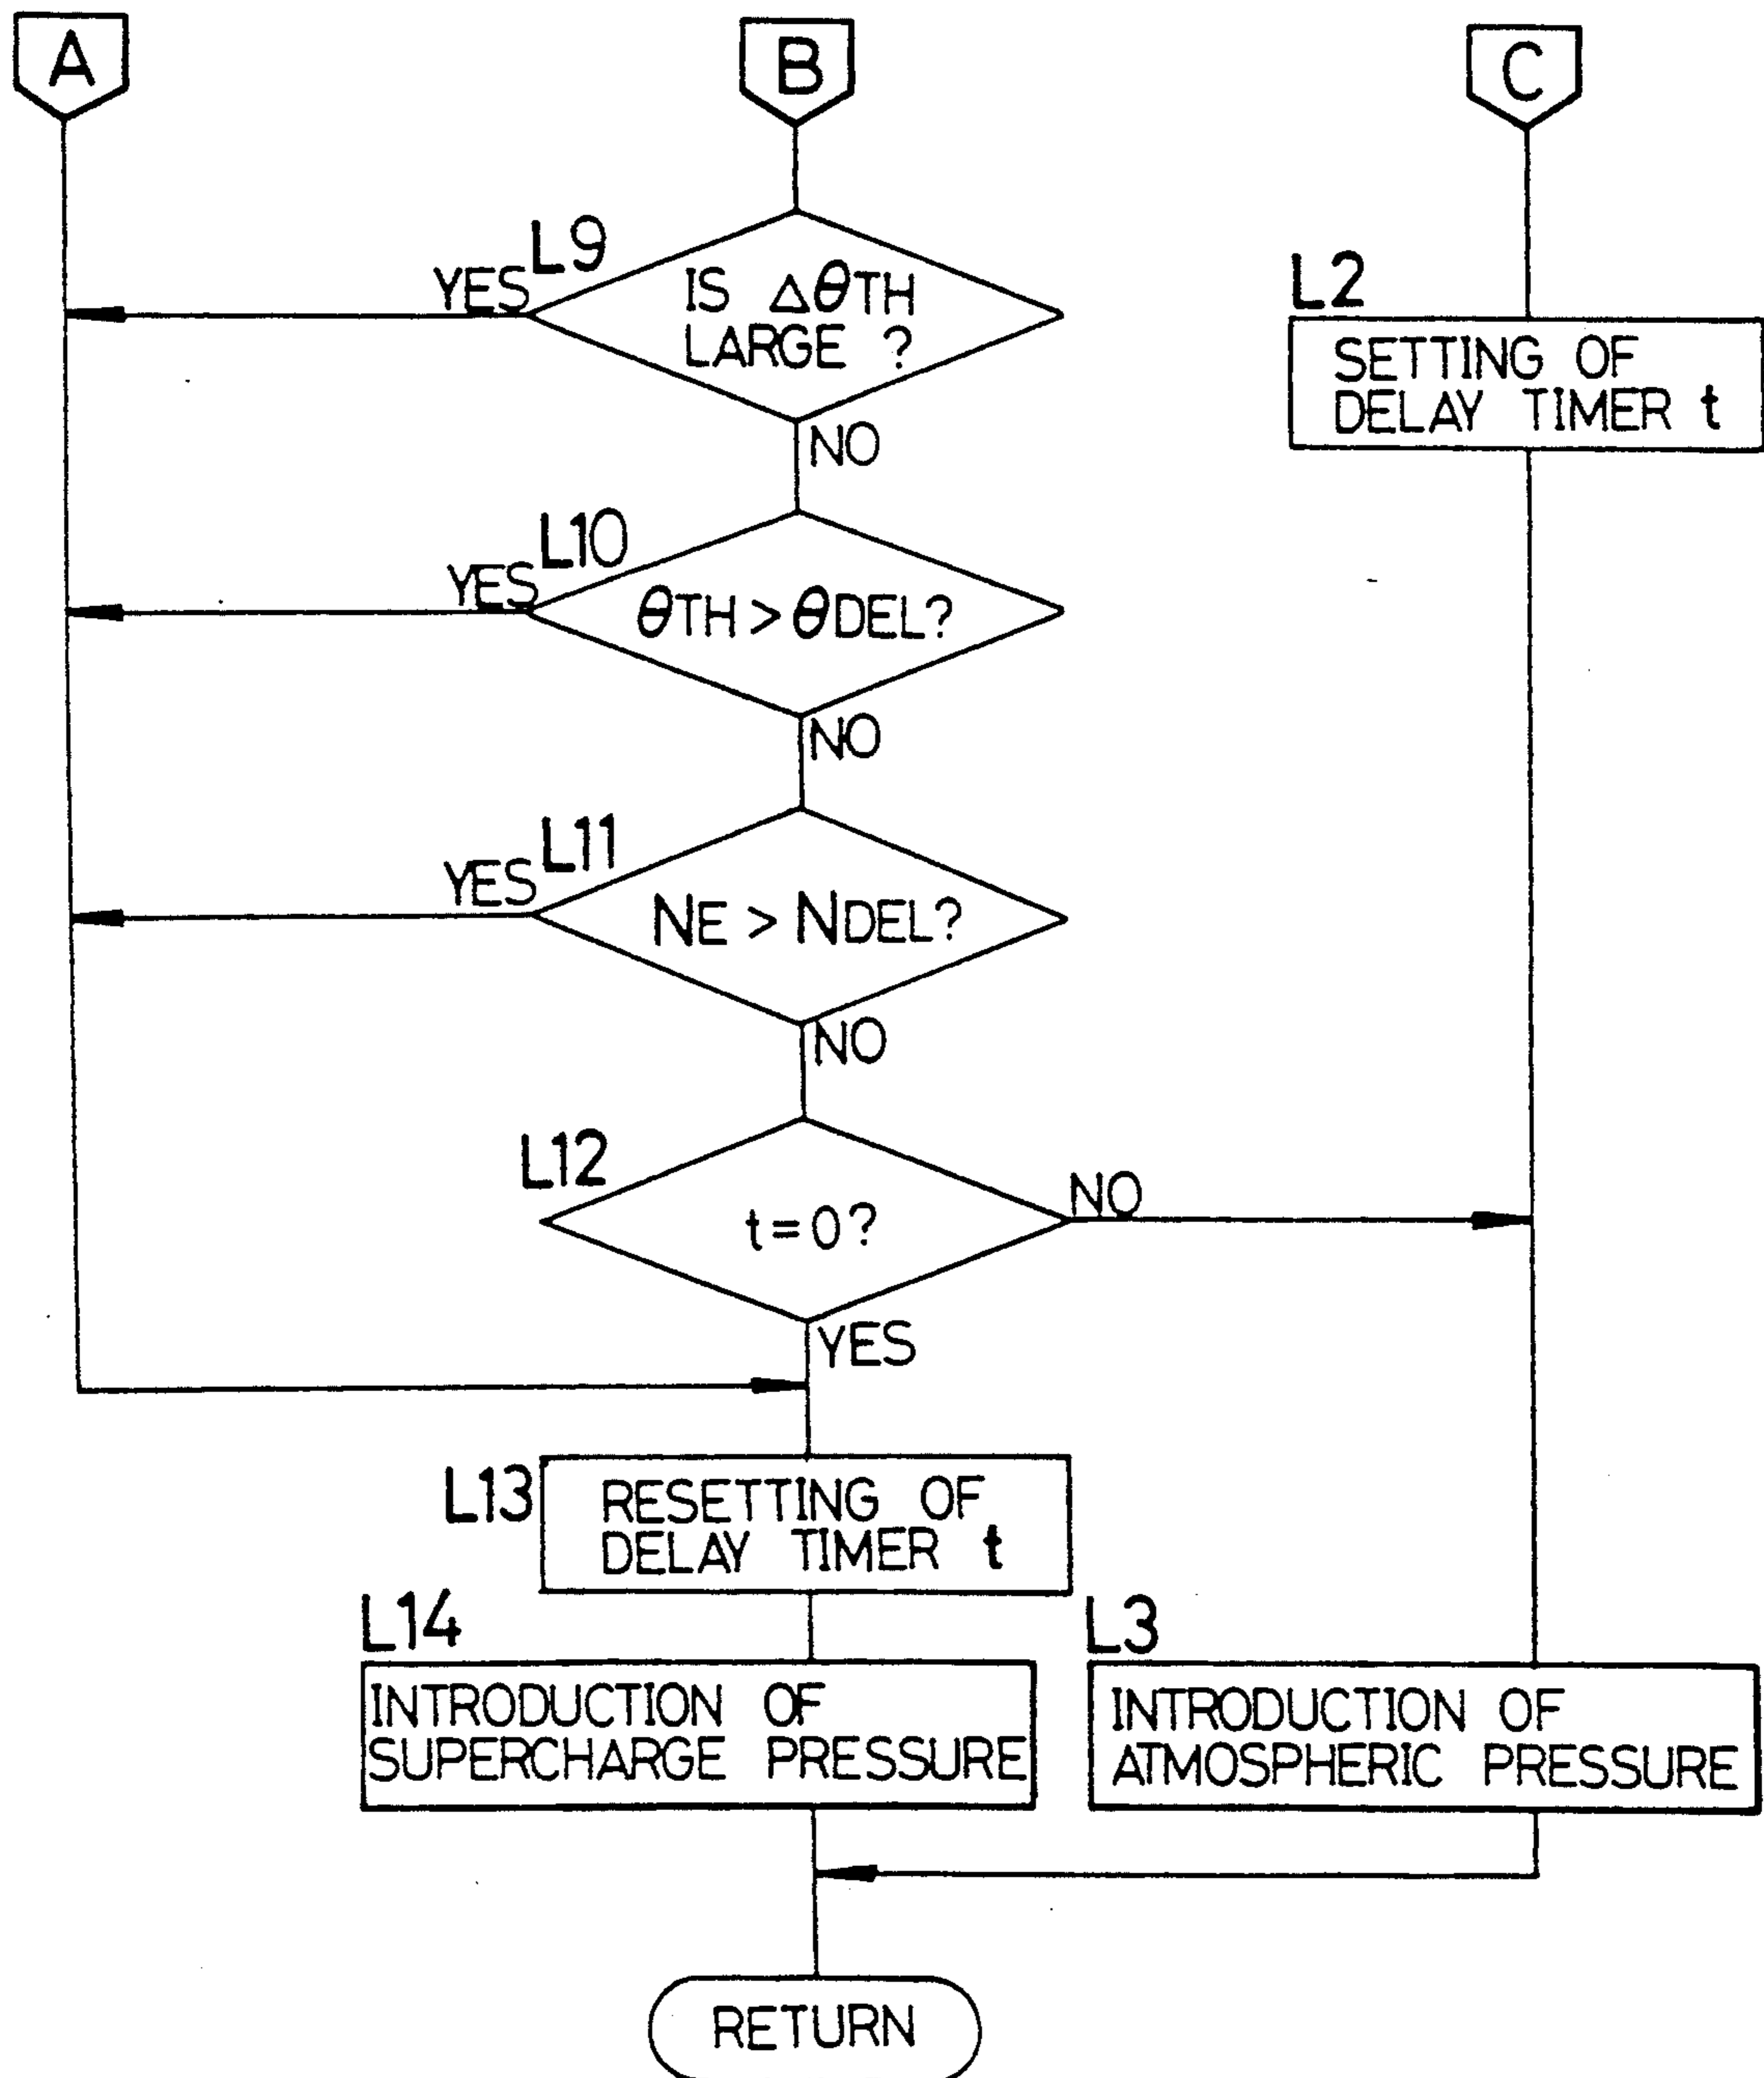 A
B
C
L9
YES
IS ΔθTH
LARGE ?
NO
L2
SETTING OF
DELAY TIMER t
L10
YES
θTH > θDEL?
NO
L11
YES
NE > NDEL?
NO
L12
t=0?
NO
YES
L13
RESETTING OF
DELAY TIMER t
L14
INTRODUCTION OF
SUPERCHARGE PRESSURE
L3
INTRODUCTION OF
ATMOSPHERIC PRESSURE
RETURN